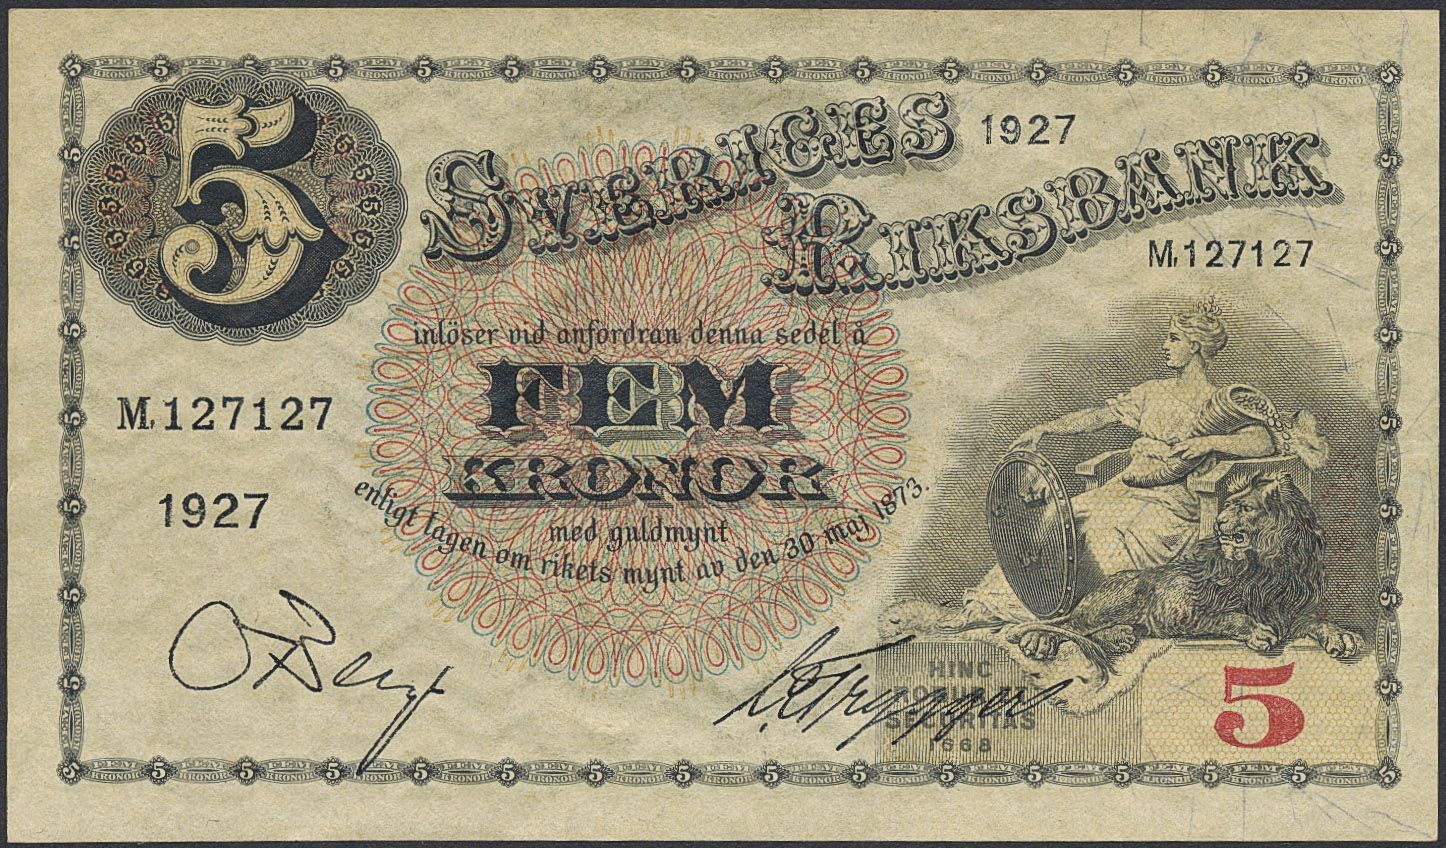 5
SVERIGES 1927
RIKSBANK
M.127127
inlöser vid anfordran denna sedel å
FEM
KRONOR
med guldmynt
enligt lagen om rikets mynt av den 30 maj 1873.
M.127127
1927
HINC
ROBUR ET
SECURITAS
1668
5